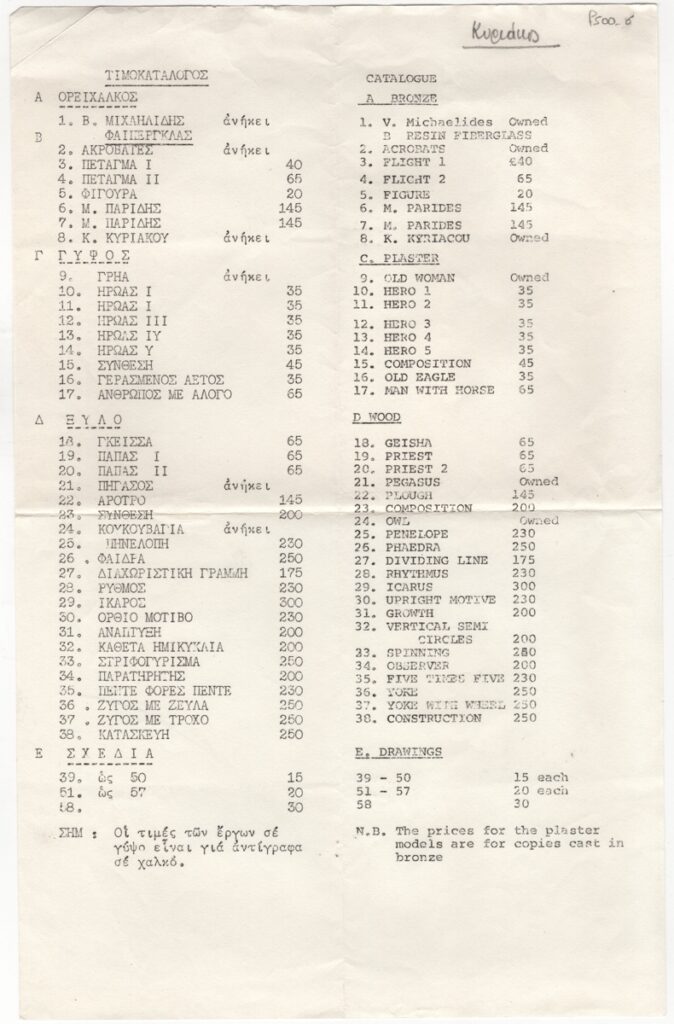 P500_6
Κυριάκος
ΤΙΜΟΚΑΤΑΛΟΓΟΣ
Α ΟΡΕΙΧΑΛΚΟΣ
1. Β. ΜΙΧΑΗΛΙΔΗΣ ἀνήκει
Β ΦΑΙΠΕΡΓΚΛΑΣ
2. ΑΚΡΟΒΑΤΕΣ ἀνήκει
3. ΠΕΤΑΓΜΑ Ι 40
4. ΠΕΤΑΓΜΑ ΙΙ 65
5. ΦΙΓΟΥΡΑ 20
6. Μ. ΠΑΡΙΔΗΣ 145
7. Μ. ΠΑΡΙΔΗΣ 145
8. Κ. ΚΥΡΙΑΚΟΥ ἀνήκει
Γ ΓΥΨΟΣ
9. ΓΡΗΑ ἀνήκει
10. ΗΡΩΑΣ Ι 35
11. ΗΡΩΑΣ Ι 35
12. ΗΡΩΑΣ ΙΙΙ 35
13. ΗΡΩΑΣ ΙΥ 35
14. ΗΡΩΑΣ Υ 35
15. ΣΥΝΘΕΣΗ 45
16. ΓΕΡΑΣΜΕΝΟΣ ΑΕΤΟΣ 35
17. ΑΝΘΡΩΠΟΣ ΜΕ ΑΛΟΓΟ 65
Δ ΞΥΛΟ
18. ΓΚΕΙΣΣΑ 65
19. ΠΑΠΑΣ Ι 65
20. ΠΑΠΑΣ ΙΙ 65
21. ΠΗΓΑΣΟΣ ἀνήκει
22. ΑΡΟΤΡΟ 145
23. ΣΥΝΘΕΣΗ 200
24. ΚΟΥΚΟΥΒΑΓΙΑ ἀνήκει
25. ΠΗΝΕΛΟΠΗ 230
26 . ΦΑΙΔΡΑ 250
27. ΔΙΑΧΩΡΙΣΤΙΚΗ ΓΡΑΜΜΗ 175
28. ΡΥΘΜΟΣ 230
29. ΙΚΑΡΟΣ 300
30. ΟΡΘΙΟ ΜΟΤΙΒΟ 230
31. ΑΝΑΠΤΥΞΗ 200
32. ΚΑΘΕΤΑ ΗΜΙΚΥΚΛΙΑ 200
33. ΣΤΡΙΦΟΓΥΡΙΣΜΑ 250
34. ΠΑΡΑΤΗΡΗΤΗΣ 200
35. ΠΕΝΤΕ ΦΟΡΕΣ ΠΕΝΤΕ 230
36 . ΖΥΓΟΣ ΜΕ ΖΕΥΛΑ 250
37 . ΖΥΓΟΣ ΜΕ ΤΡΟΧΟ 250
38. ΚΑΤΑΣΚΕΥΗ 250
Ε ΣΧΕΔΙΑ
39. ὡς 50 15
51. ὡς 57 20
58. 30
ΣΗΜ : Οἱ τιμές τῶν ἔργων σέ
γύψο εἶναι γιά ἀντίγραφα
σέ χαλκό.
CATALOGUE
A BRONZE
1. V. Michaelides Owned
B RESIN FIBERGLASS
2. ACROBATS Owned
3. FLIGHT 1 £40
4. FLIGHT 2 65
5. FIGURE 20
6. M. PARIDES 145
7. M. PARIDES 145
8. K. KYRIACOU Owned
C. PLASTER
9. OLD WOMAN Owned
10. HERO 1 35
11. HERO 2 35
12. HERO 3 35
13. HERO 4 35
14. HERO 5 35
15. COMPOSITION 45
16. OLD EAGLE 35
17. MAN WITH HORSE 65
D WOOD
18. GEISHA 65
19. PRIEST 65
20. PRIEST 2 65
21. PEGASUS Owned
22. PLOUGH 145
23. COMPOSITION 200
24. OWL Owned
25. PENELOPE 230
26. PHAEDRA 250
27. DIVIDING LINE 175
28. RHYTHMUS 230
29. ICARUS 300
30. UPRIGHT MOTIVE 230
31. GROWTH 200
32. VERTICAL SEMI
CIRCLES 200
33. SPINNING 250
34. OBSERVER 200
35. FIVE TIMES FIVE 230
36. YOKE 250
37. YOKE WITH WHEEL 250
38. CONSTRUCTION 250
E. DRAWINGS
39 - 50 15 each
51 - 57 20 each
58 30
N.B. The prices for the plaster
models are for copies cast in
bronze